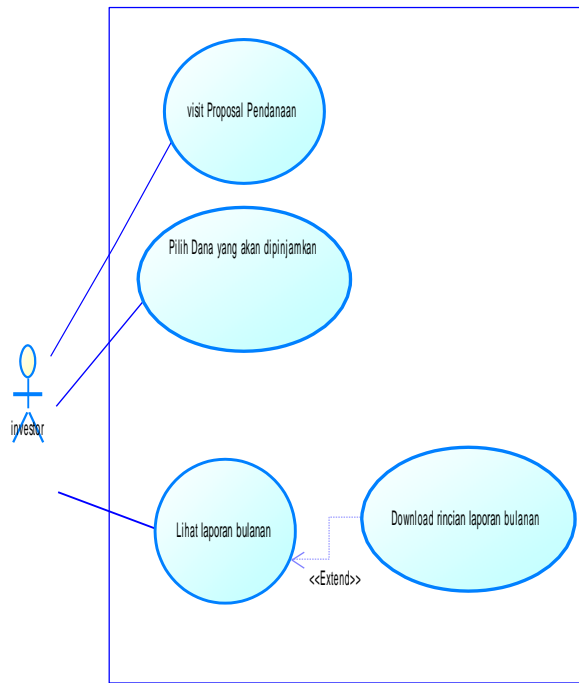 visit Proposal Pendanaan
Pilih Dana yang akan dipinjamkan
investor
Lihat laporan bulanan
Download rincian laporan bulanan
<<Extend>>